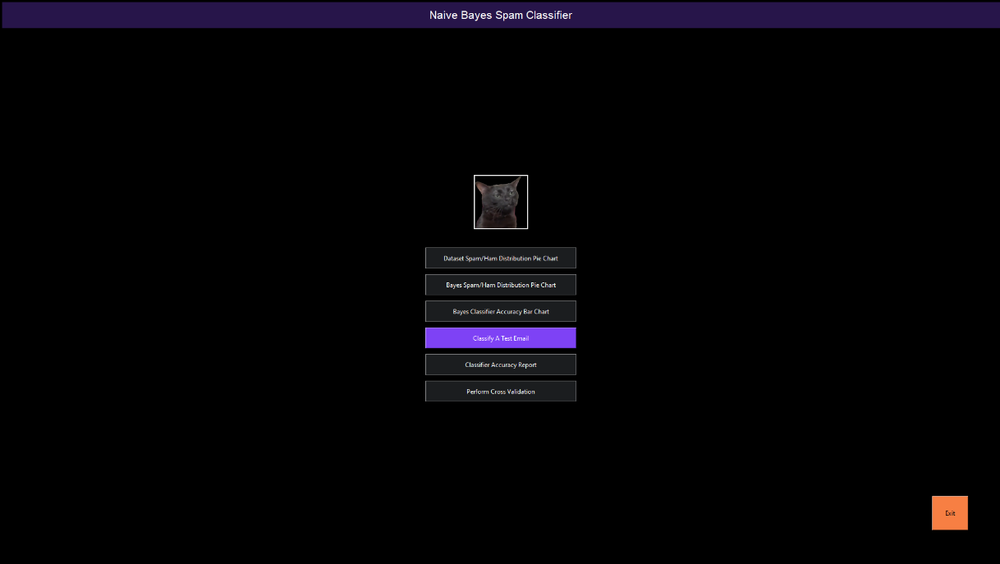 Naive Bayes Spam Classifier
Dataset Spam/Ham Distribution Pie Chart
Bayes Spam/Ham Distribution Pie Chart
Bayes Classifier Accuracy Bar Chart
Classify A Test Email
Classifier Accuracy Report
Perform Cross Validation
Exit